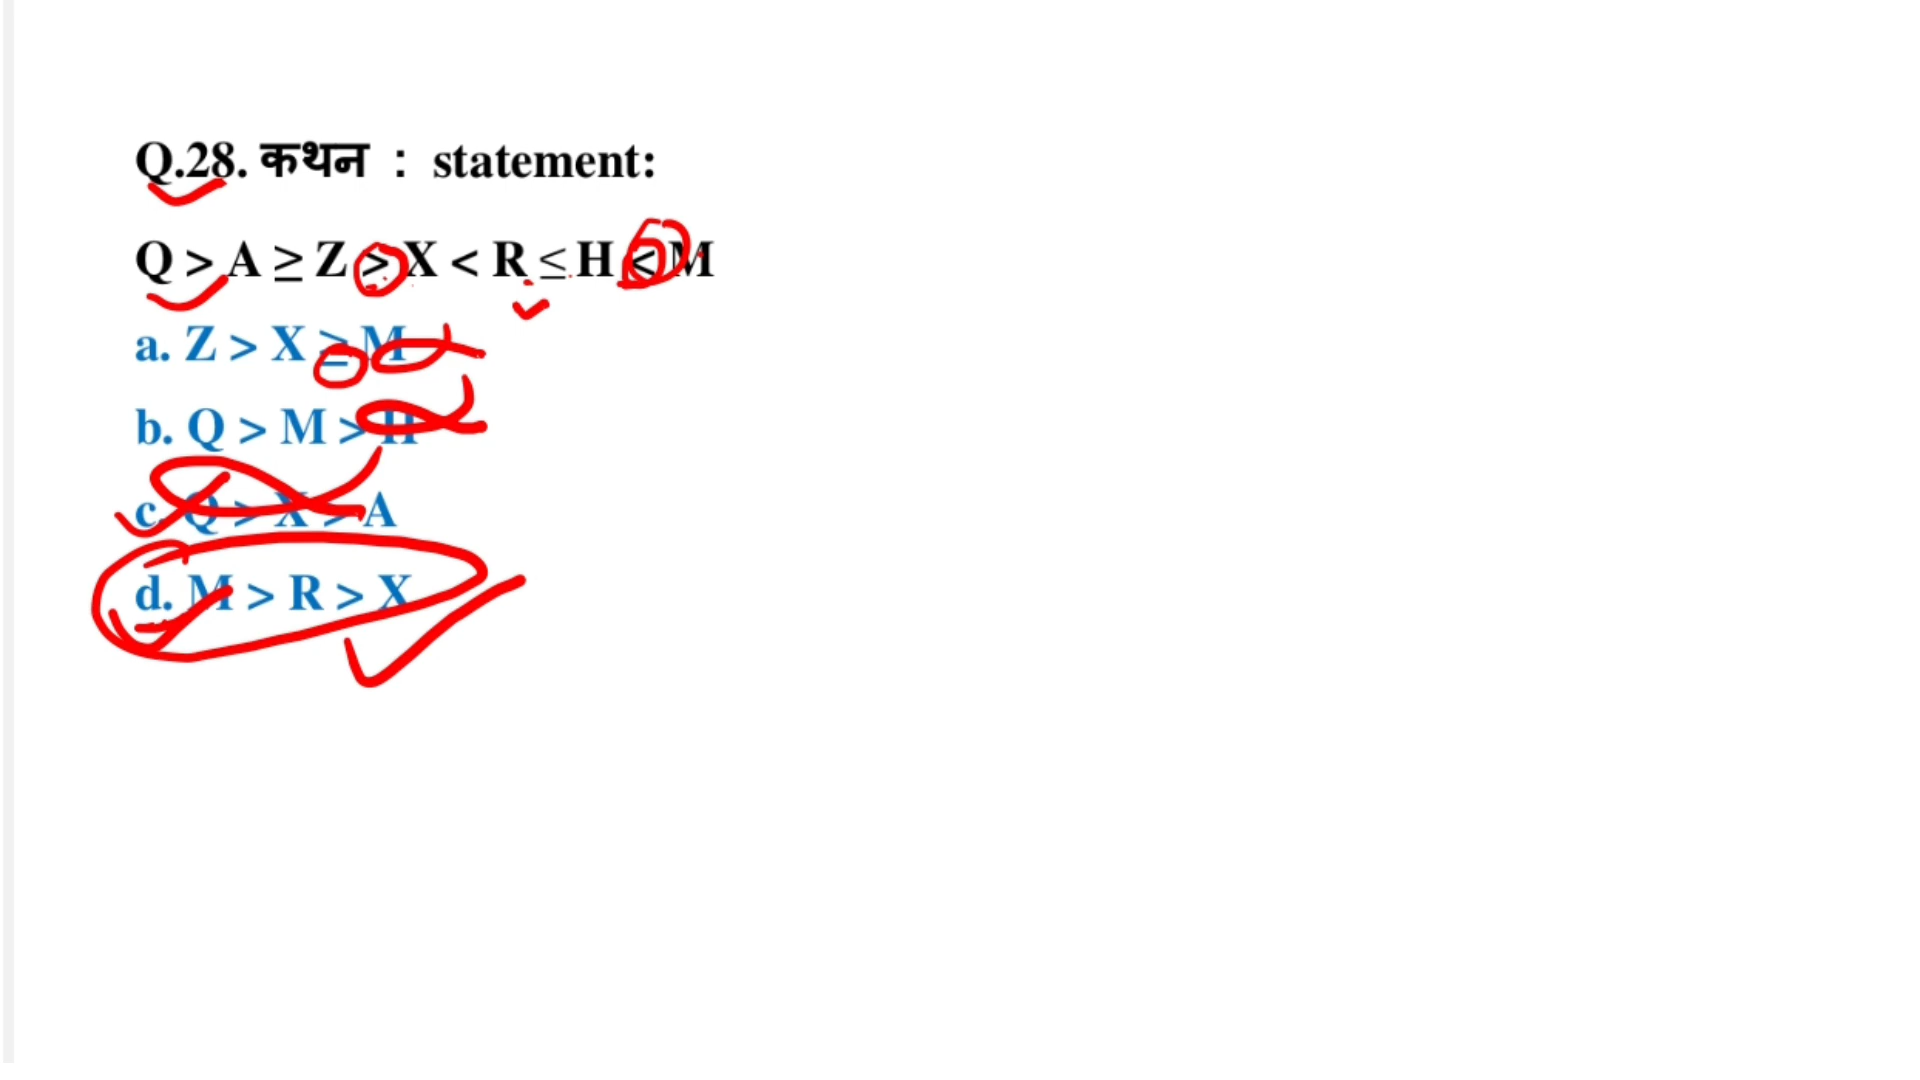 Q.28. कथन : statement:
Q > A ≥ Z > X < R ≤ H < M
a. Z > X ≥ M
b. Q > M > H
c. Q > X > A
d. M > R > X